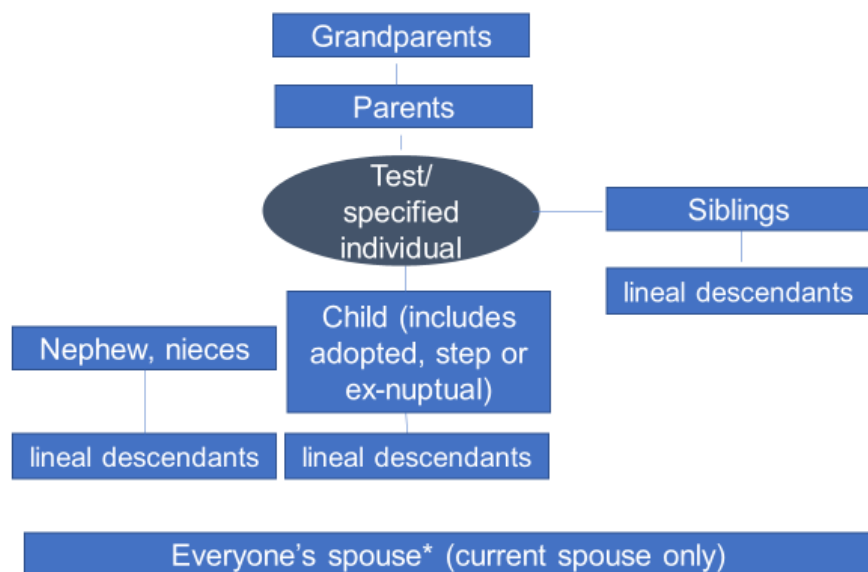 Grandparents
Parents
Test/
specified
individual
Siblings
lineal descendants
Child (includes
adopted, step or
ex-nuptual)
Nephew, nieces
lineal descendants
lineal descendants
Everyone's spouse* (current spouse only)